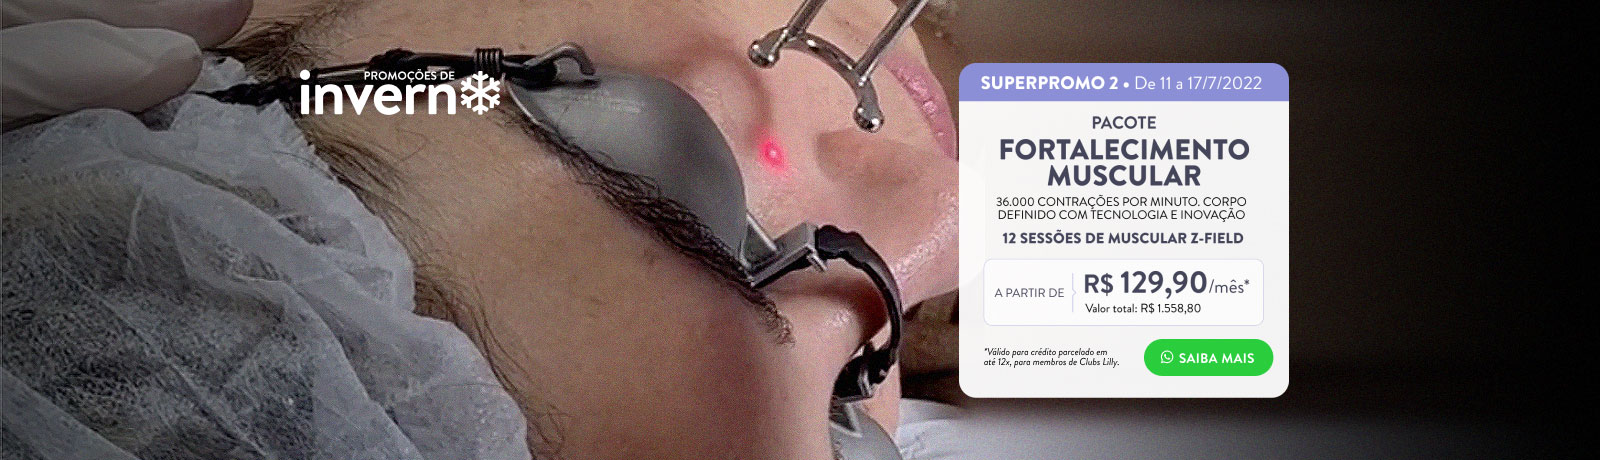 PROMOÇÕES DE
inverno
SUPERPROMO 2 • De 11 a 17/7/2022
PACOTE
FORTALECIMENTO
MUSCULAR
36.000 CONTRAÇÕES POR MINUTO. CORPO
DEFINIDO COM TECNOLOGIA E INOVAÇÃO
12 SESSÕES DE MUSCULAR Z-FIELD
A PARTIR DE
R$ 129,90/mês*
Valor total: R$ 1.558,80
*Válido para crédito parcelado em
até 12x, para membros de Clubs Lilly.
SAIBA MAIS